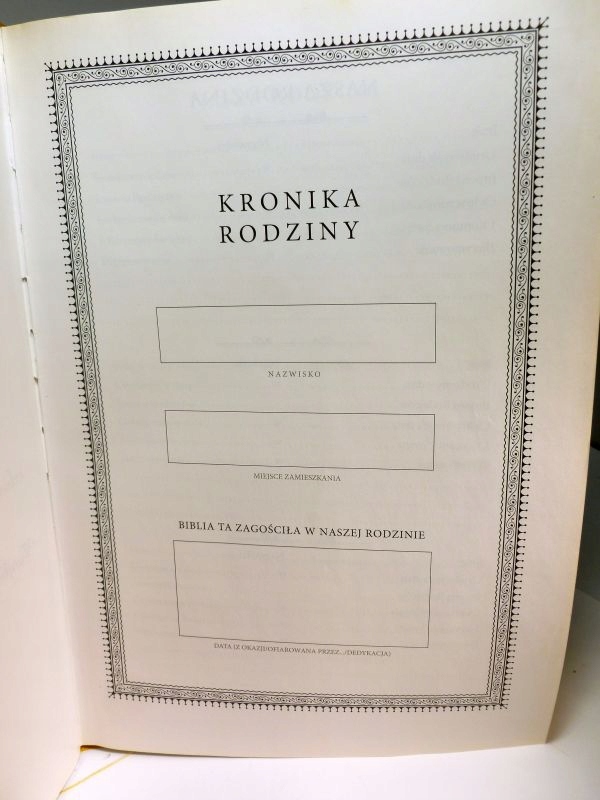 KRONIKA
RODZINY
NAZWISKO
MIEJSCE ZAMIESZKANIA
BIBLIA TA ZAGOŚCIŁA W NASZEJ RODZINIE
DATA (Z OKAZJI/OFIAROWANA PRZEZ.../DEDYKACJA)